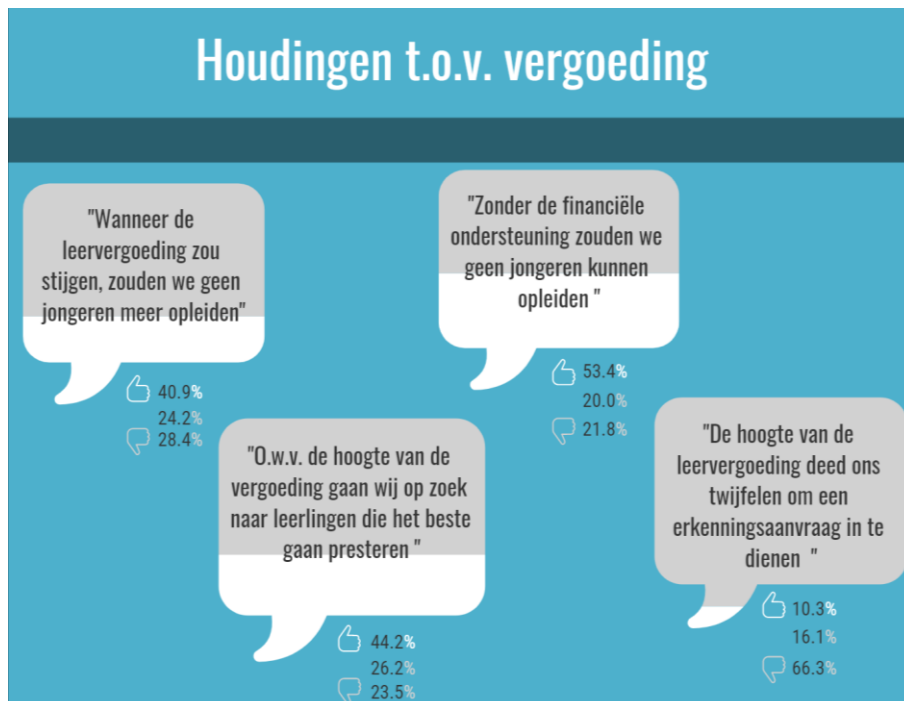 Houdingen t.o.v. vergoeding
"Wanneer de
leervergoeding zou
stijgen, zouden we geen
jongeren meer opleiden"
40.9%
24.2%
28.4%
"Zonder de financiële
ondersteuning zouden we
geen jongeren kunnen
opleiden "
53.4%
20.0%
21.8%
"O.w.v. de hoogte van de
vergoeding gaan wij op zoek
naar leerlingen die het beste
gaan presteren "
44.2%
26.2%
23.5%
"De hoogte van de
leervergoeding deed ons
twijfelen om een
erkenningsaanvraag in te
dienen "
10.3%
16.1%
66.3%